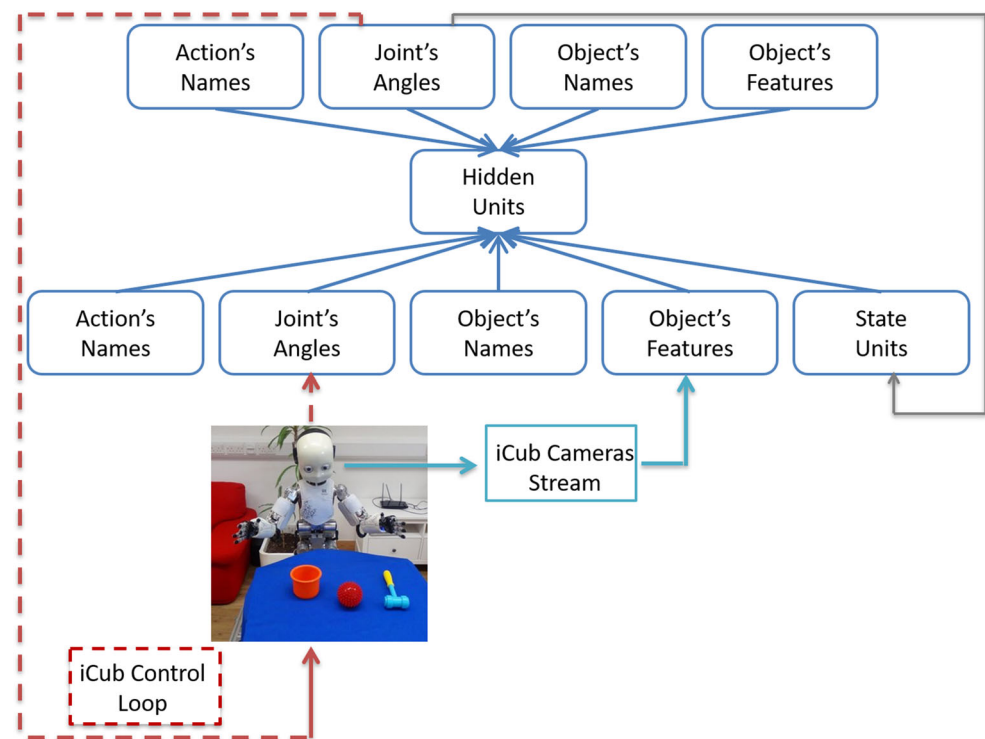 Action's
Names
Joint's
Angles
Object's
Names
Object's
Features
Hidden
Units
Action's
Names
Joint's
Angles
Object's
Names
Object's
Features
State
Units
iCub Cameras
Stream
iCub Control
Loop